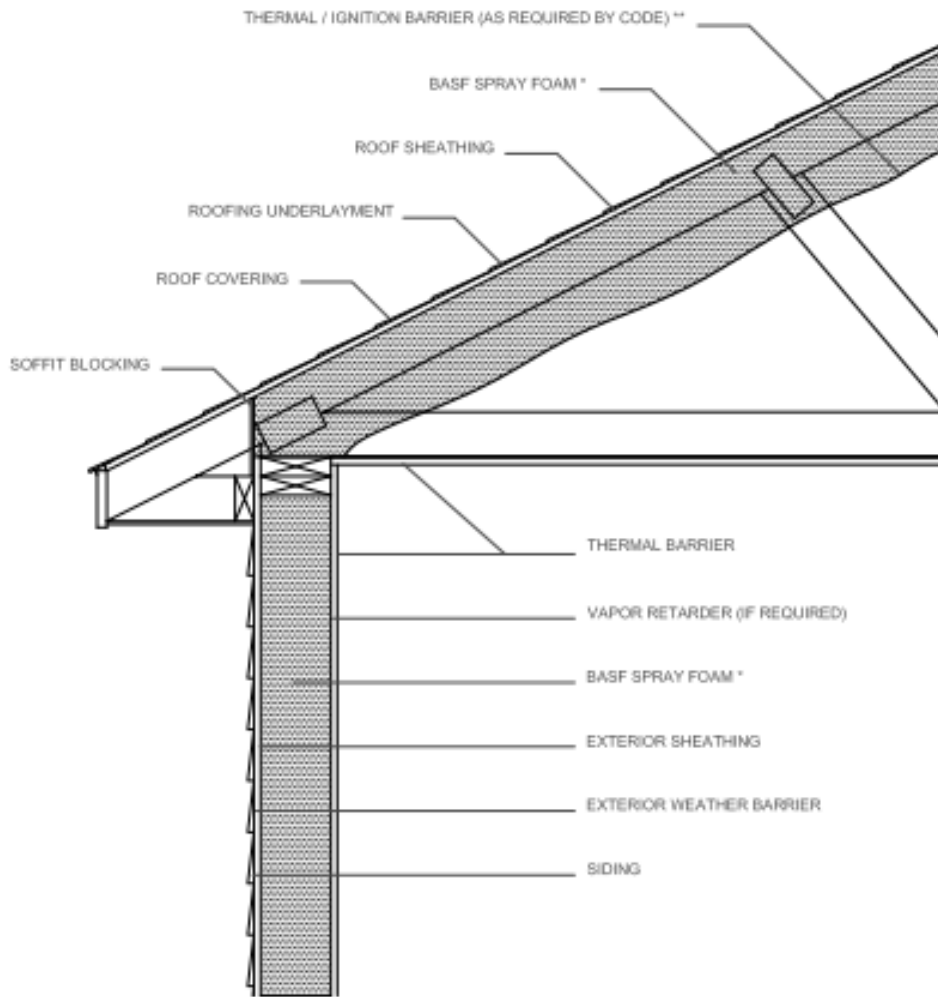 THERMAL / IGNITION BARRIER (AS REQUIRED BY CODE) **
BASF SPRAY FOAM *
ROOF SHEATHING
ROOFING UNDERLAYMENT
ROOF COVERING
SOFFIT BLOCKING
THERMAL BARRIER
VAPOR RETARDER (IF REQUIRED)
BASF SPRAY FOAM *
EXTERIOR SHEATHING
EXTERIOR WEATHER BARRIER
SIDING